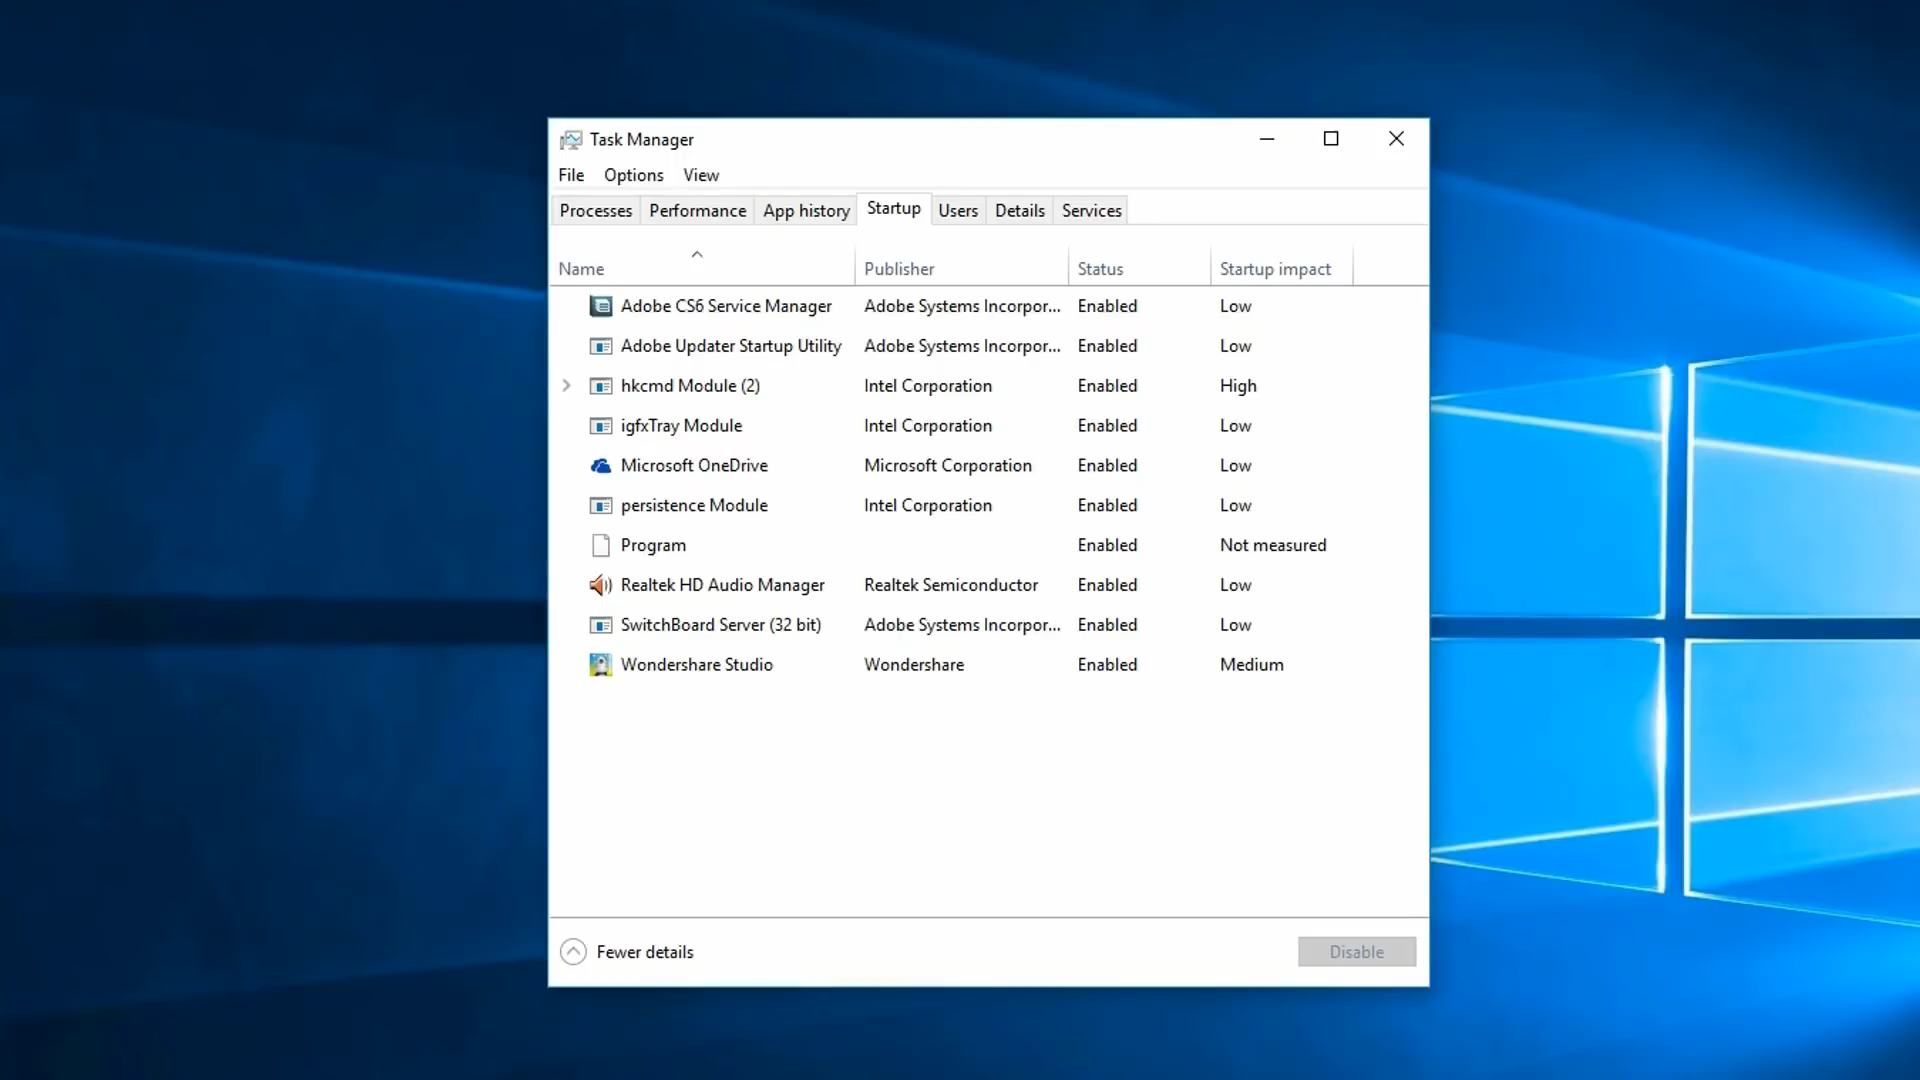 Task Manager
File Options View
Processes Performance App history Startup Users Details Services
Name Publisher Status Startup impact
Adobe CS6 Service Manager Adobe Systems Incorpor... Enabled Low
Adobe Updater Startup Utility Adobe Systems Incorpor... Enabled Low
hkcmd Module (2) Intel Corporation Enabled High
igfxTray Module Intel Corporation Enabled Low
Microsoft OneDrive Microsoft Corporation Enabled Low
persistence Module Intel Corporation Enabled Low
Program Enabled Not measured
Realtek HD Audio Manager Realtek Semiconductor Enabled Low
SwitchBoard Server (32 bit) Adobe Systems Incorpor... Enabled Low
Wondershare Studio Wondershare Enabled Medium
Fewer details Disable